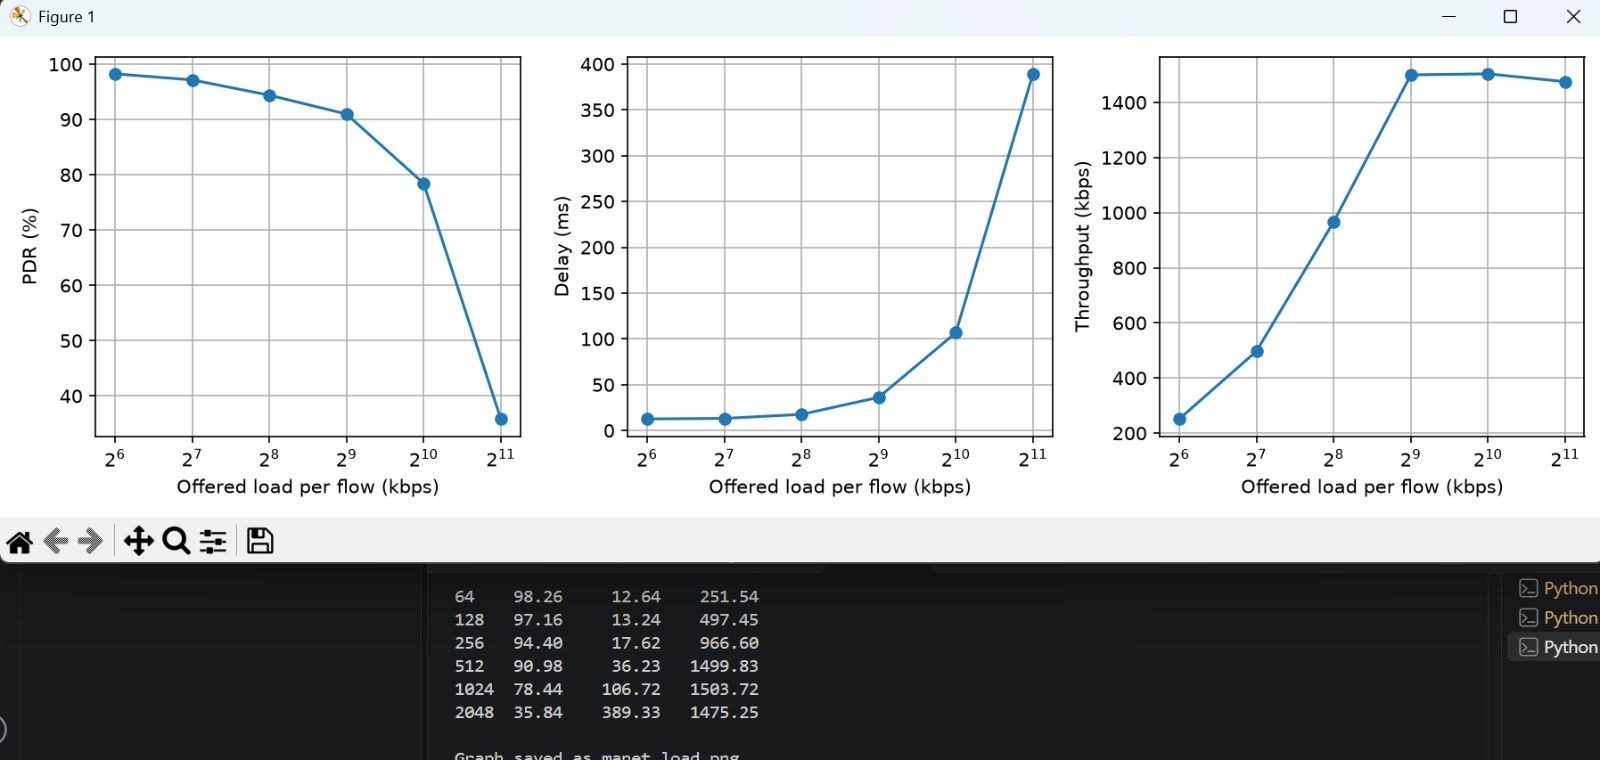 Figure 1
100
90
80
70
60
50
40
PDR (%)
2⁶ 2⁷ 2⁸ 2⁹ 2¹⁰ 2¹¹
Offered load per flow (kbps)
400
350
300
250
200
150
100
50
0
Delay (ms)
2⁶ 2⁷ 2⁸ 2⁹ 2¹⁰ 2¹¹
Offered load per flow (kbps)
1400
1200
1000
800
600
400
200
Throughput (kbps)
2⁶ 2⁷ 2⁸ 2⁹ 2¹⁰ 2¹¹
Offered load per flow (kbps)
64 98.26 12.64 251.54
128 97.16 13.24 497.45
256 94.40 17.62 966.60
512 90.98 36.23 1499.83
1024 78.44 106.72 1503.72
2048 35.84 389.33 1475.25
Graph saved as manet_load.png
Python
Python
Python